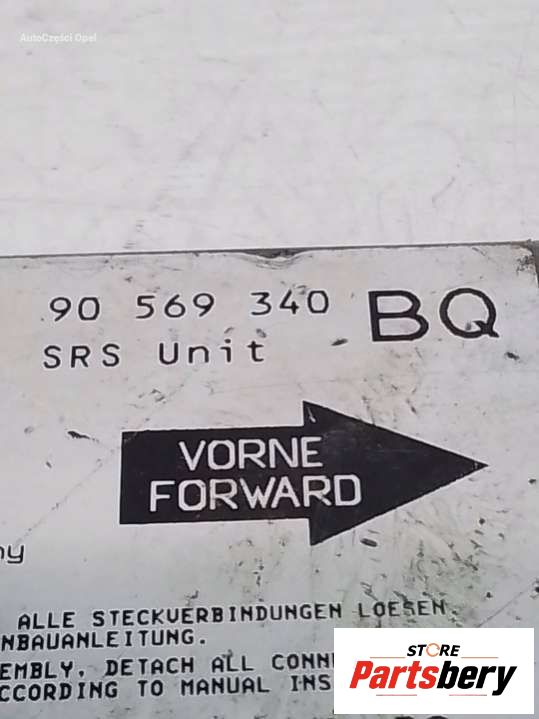 AutoCzęści Opel
90 569 340 BQ
SRS Unit
VORNE
FORWARD
ny
ALLE STECKVERBINDUNGEN LOESEN.
NBAUANLEITUNG.
EMBLY, DETACH ALL CONN
CCORDING TO MANUAL INS
STORE
Partsbery